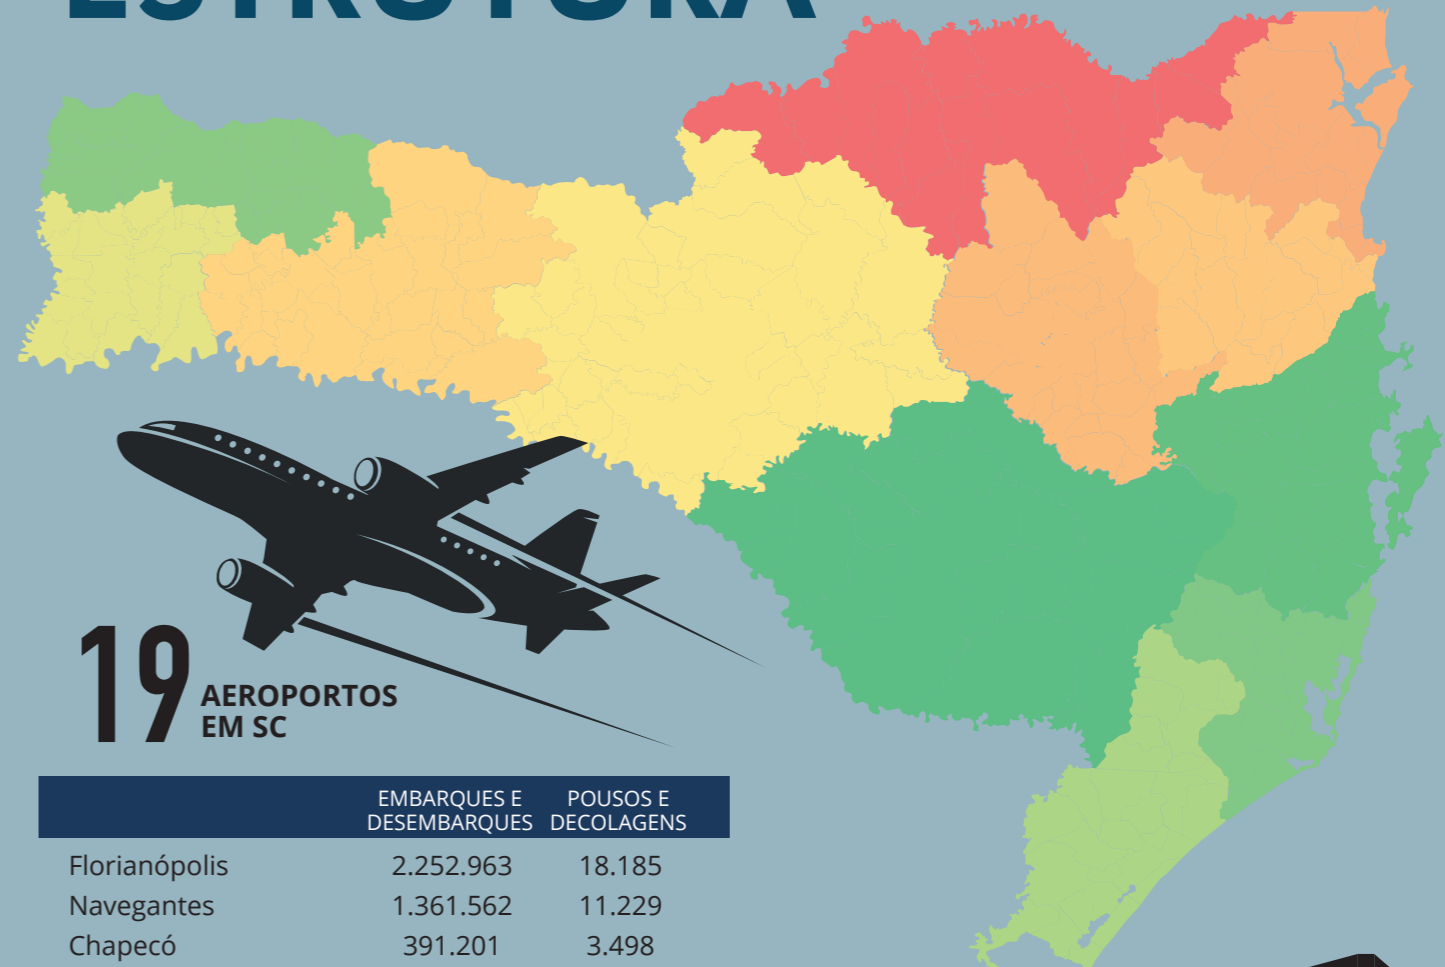 ESTRUTURA
19
AEROPORTOS
EM SC
EMBARQUES E DESEMBARQUES POUSOS E DECOLAGENS
Florianópolis 2.252.963 18.185
Navegantes 1.361.562 11.229
Chapecó 391.201 3.498